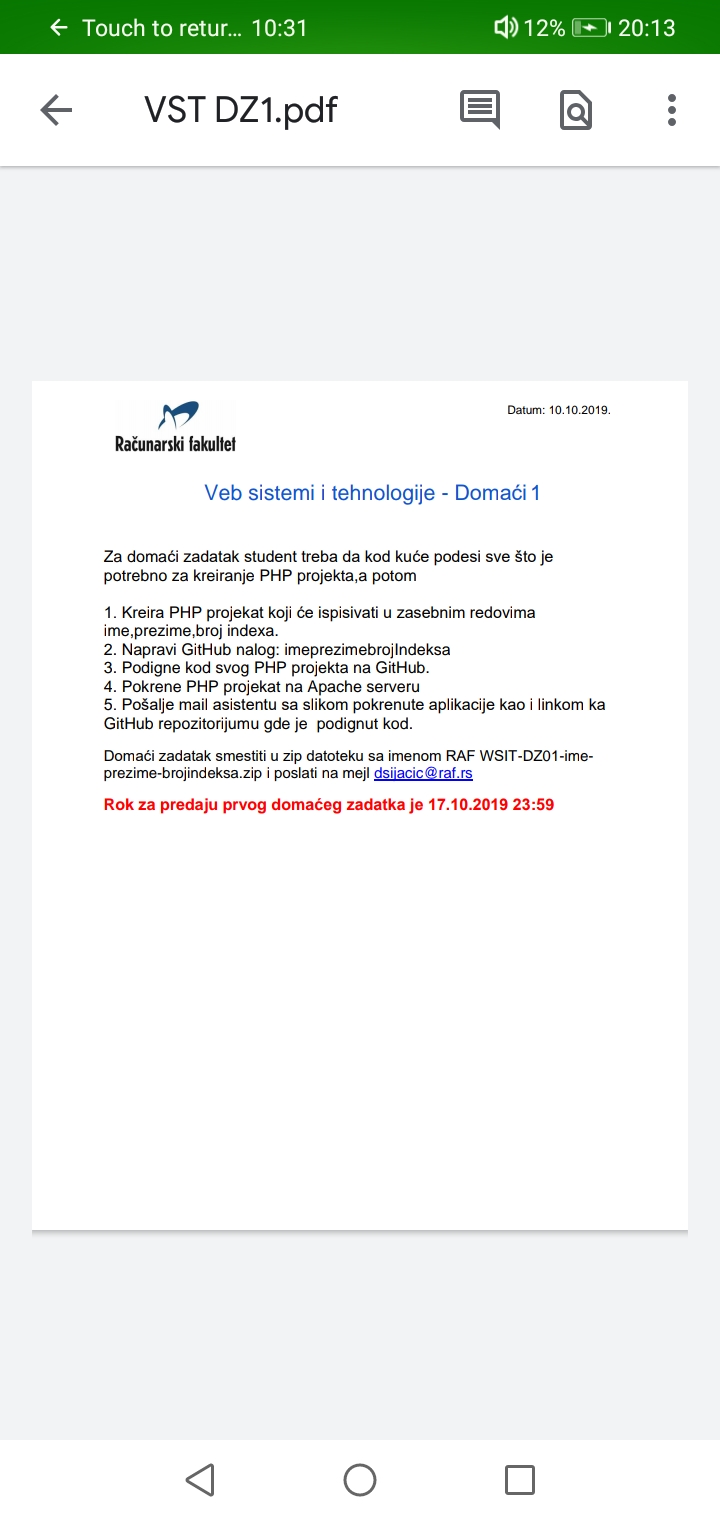 Touch to retur... 10:31 12% 20:13
VST DZ1.pdf
Datum: 10.10.2019.
Računarski fakultet
Veb sistemi i tehnologije - Domaći 1
Za domaći zadatak student treba da kod kuće podesi sve što je
potrebno za kreiranje PHP projekta,a potom
1. Kreira PHP projekat koji će ispisivati u zasebnim redovima
ime,prezime,broj indexa.
2. Napravi GitHub nalog: imeprezimebrojIndeksa
3. Podigne kod svog PHP projekta na GitHub.
4. Pokrene PHP projekat na Apache serveru
5. Pošalje mail asistentu sa slikom pokrenute aplikacije kao i linkom ka
GitHub repozitorijumu gde je podignut kod.
Domaći zadatak smestiti u zip datoteku sa imenom RAF WSIT-DZ01-ime-
prezime-brojindeksa.zip i poslati na mejl dsijacic@raf.rs
Rok za predaju prvog domaćeg zadatka je 17.10.2019 23:59